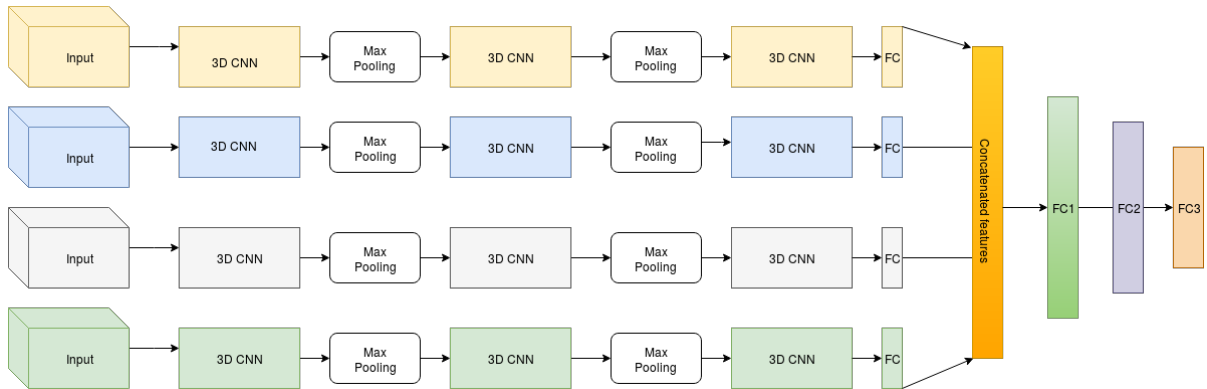 Input
3D CNN
Max
Pooling
3D CNN
Max
Pooling
3D CNN
FC
Input
3D CNN
Max
Pooling
3D CNN
Max
Pooling
3D CNN
FC
Input
3D CNN
Max
Pooling
3D CNN
Max
Pooling
3D CNN
FC
Input
3D CNN
Max
Pooling
3D CNN
Max
Pooling
3D CNN
FC
Concatenated features
FC1
FC2
FC3